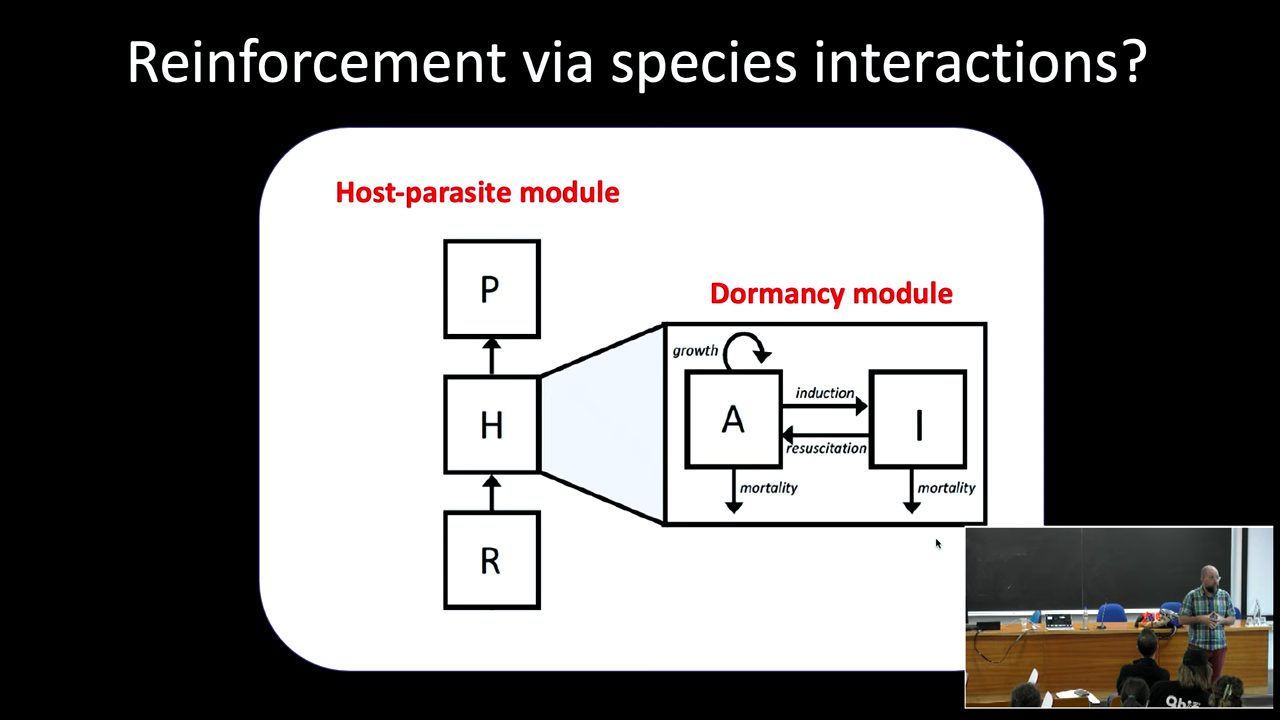 Reinforcement via species interactions?
Host-parasite module
P
H
R
Dormancy module
growth
A
induction
resuscitation
I
mortality
mortality